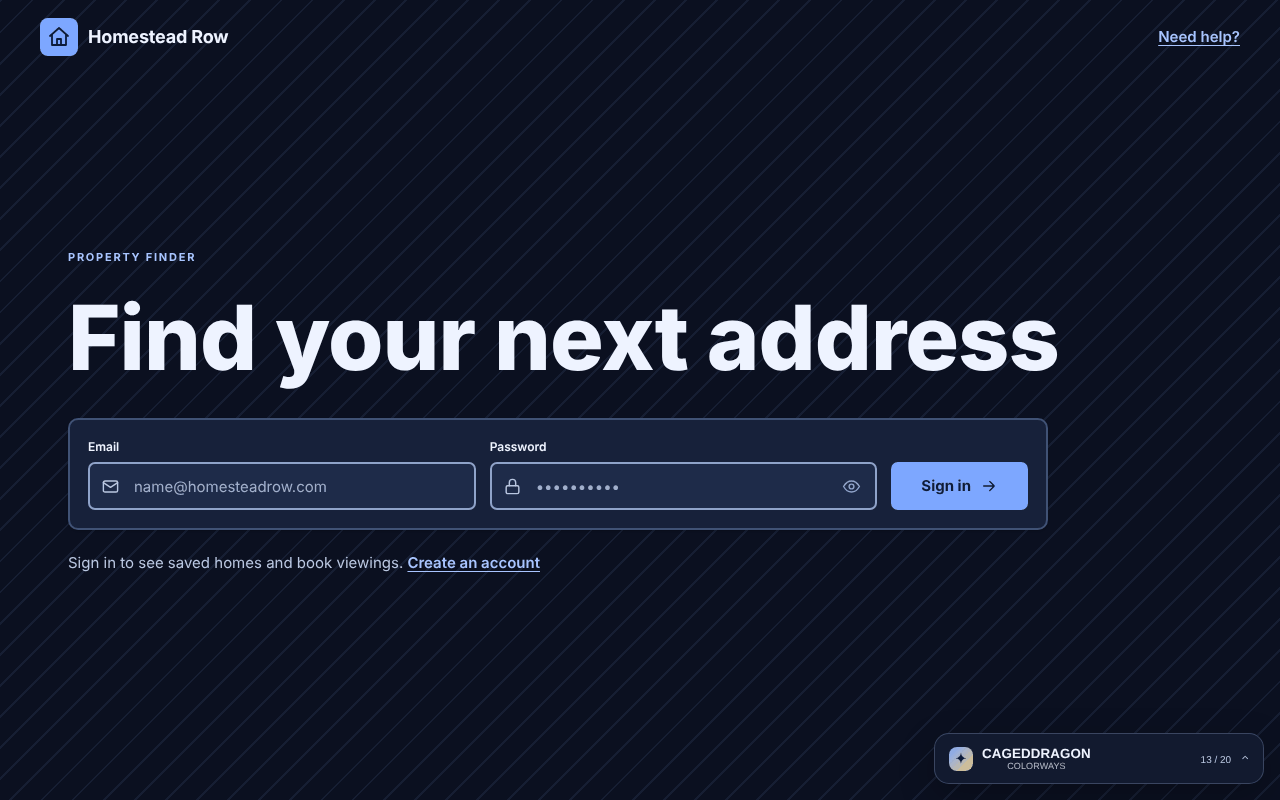 Homestead Row
Need help?
PROPERTY FINDER
Find your next address
Email
Password
name@homesteadrow.com
••••••••••
Sign in
Sign in to see saved homes and book viewings. Create an account
CAGEDDRAGON
COLORWAYS
13 / 20